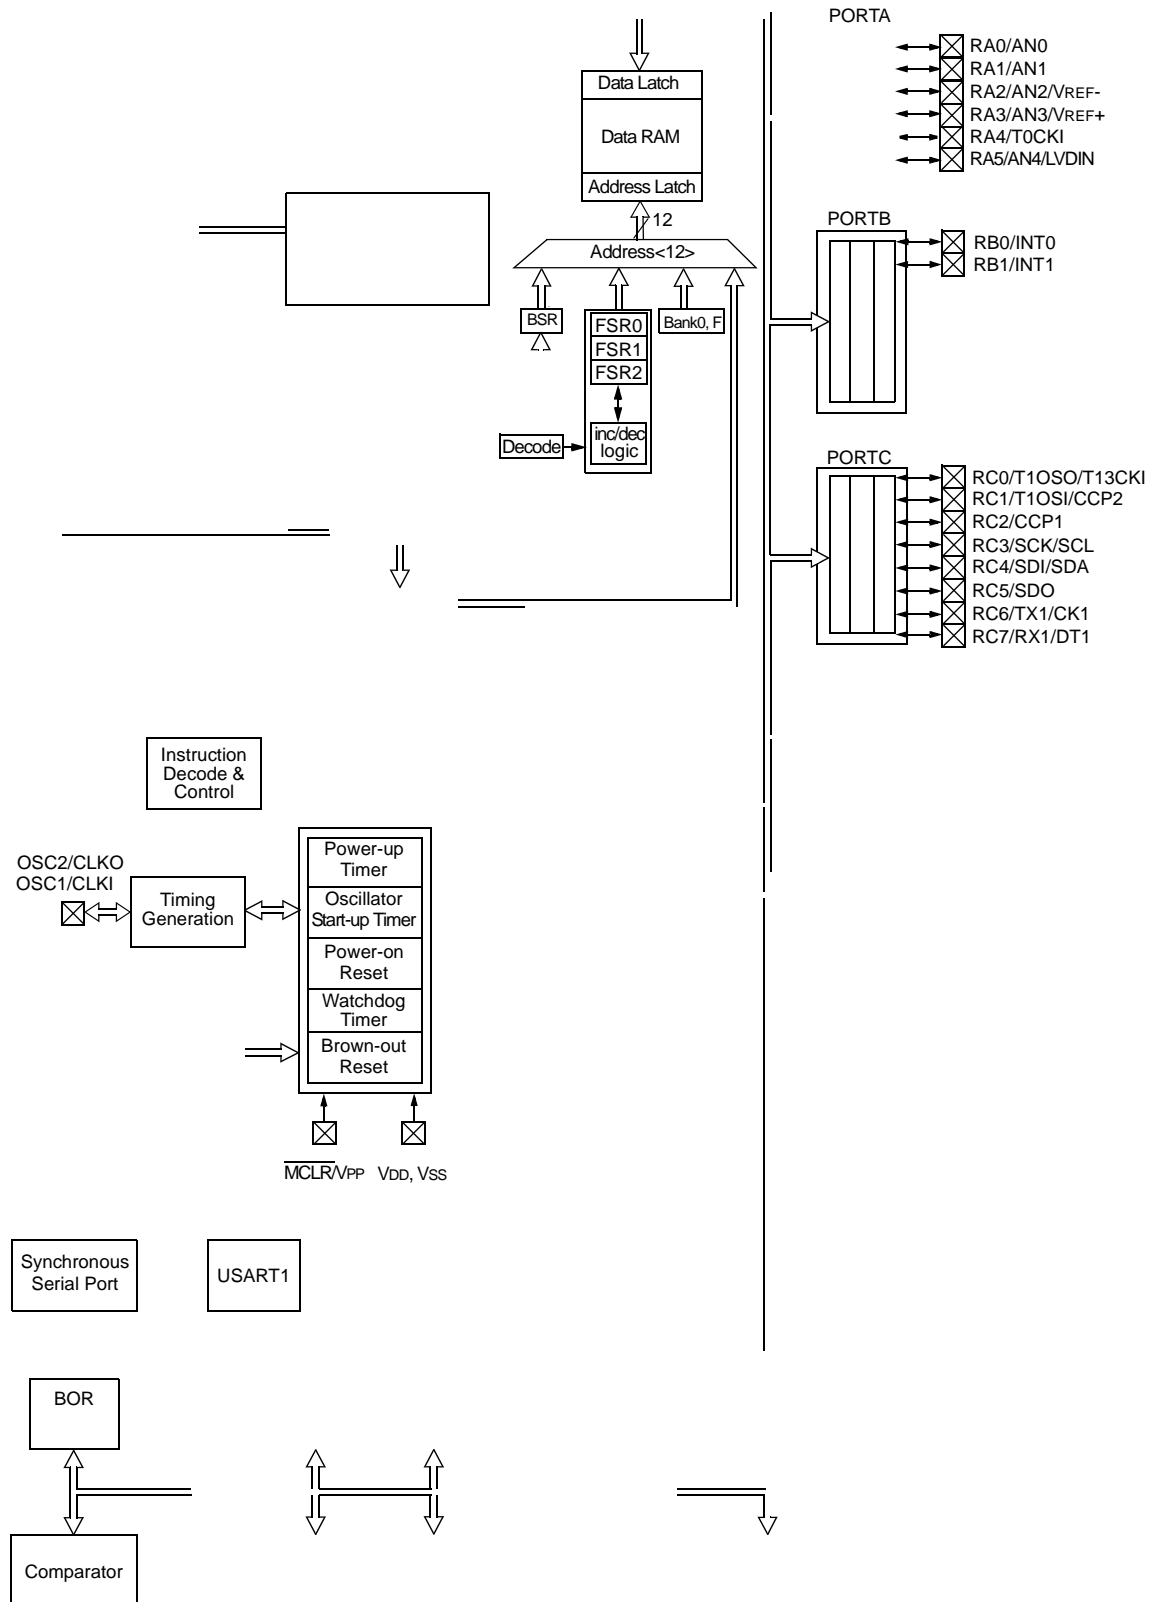 PORTA
RA0/AN0
RA1/AN1
RA2/AN2/VREF-
RA3/AN3/VREF+
RA4/T0CKI
RA5/AN4/LVDIN
Data Latch
Data RAM
Address Latch
12
Address<12>
BSR
FSR0
FSR1
FSR2
Bank0, F
inc/dec
logic
Decode
PORTB
RB0/INT0
RB1/INT1
PORTC
RC0/T1OSO/T13CKI
RC1/T1OSI/CCP2
RC2/CCP1
RC3/SCK/SCL
RC4/SDI/SDA
RC5/SDO
RC6/TX1/CK1
RC7/RX1/DT1
Instruction
Decode &
Control
OSC2/CLKO
OSC1/CLKI
Timing
Generation
Power-up
Timer
Oscillator
Start-up Timer
Power-on
Reset
Watchdog
Timer
Brown-out
Reset
MCLR/VPP
VDD, VSS
Synchronous
Serial Port
USART1
BOR
Comparator